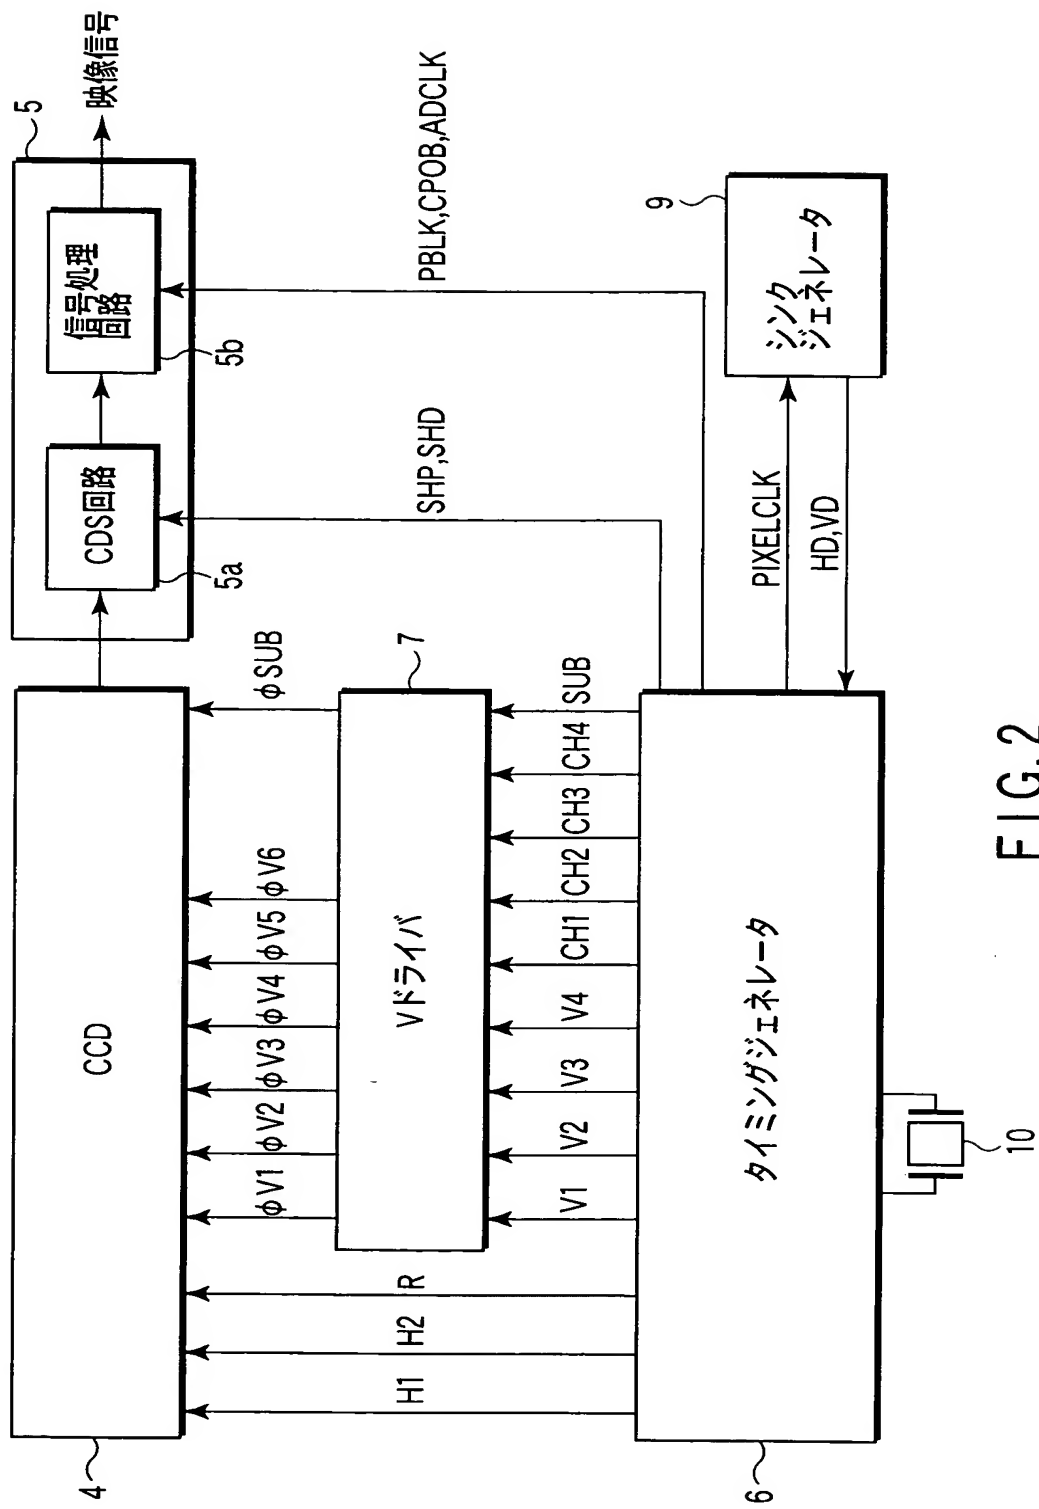 映像信号
5
信号処理
回路
5b
CDS回路
5a
PBLK,CPOB,ADCLK
SHP,SHD
9
シンク
ジェネレータ
PIXELCLK
HD,VD
CCD
4
φV1
φV2
φV3
φV4
φV5
φV6
φSUB
7
Vドライバ
H1
H2
R
V1
V2
V3
V4
CH1
CH2
CH3
CH4
SUB
タイミングジェネレータ
6
10
FIG.2